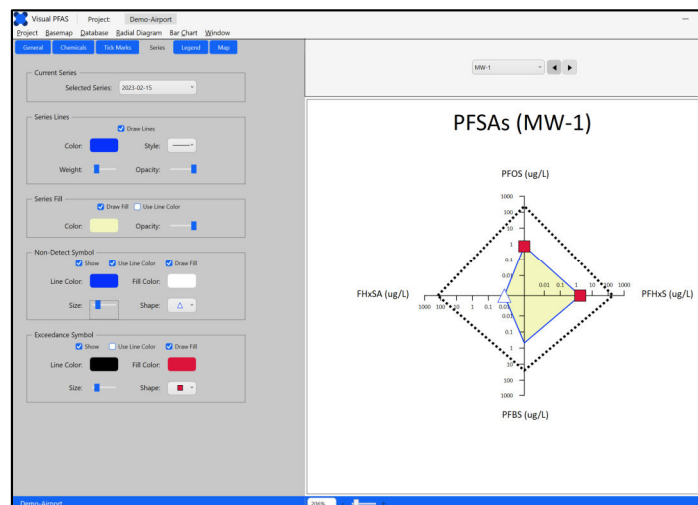 Visual PFAS Project: Demo-Airport
Project Basemap Database Radial Diagram Bar Chart Window
General Chemicals Tick Marks Series Legend Map
Current Series
Selected Series: 2023-02-15
Series Lines
Draw Lines
Color: Style:
Weight: Opacity:
Series Fill
Draw Fill Use Line Color
Color: Opacity:
Non-Detect Symbol
Show Use Line Color Draw Fill
Line Color: Fill Color:
Size: Shape:
Exceedance Symbol
Show Use Line Color Draw Fill
Line Color: Fill Color:
Size: Shape:
Demo-Airport
MW-1
PFSAs (MW-1)
PFOS (ug/L)
1000
100
10
1
0.1
FHxSA (ug/L) 1000 100 10 1 0.1 0.01 0.01 0.1 1 10 100 1000 PFHxS (ug/L)
0.01
0.1
1
10
100
1000
PFBS (ug/L)
206%